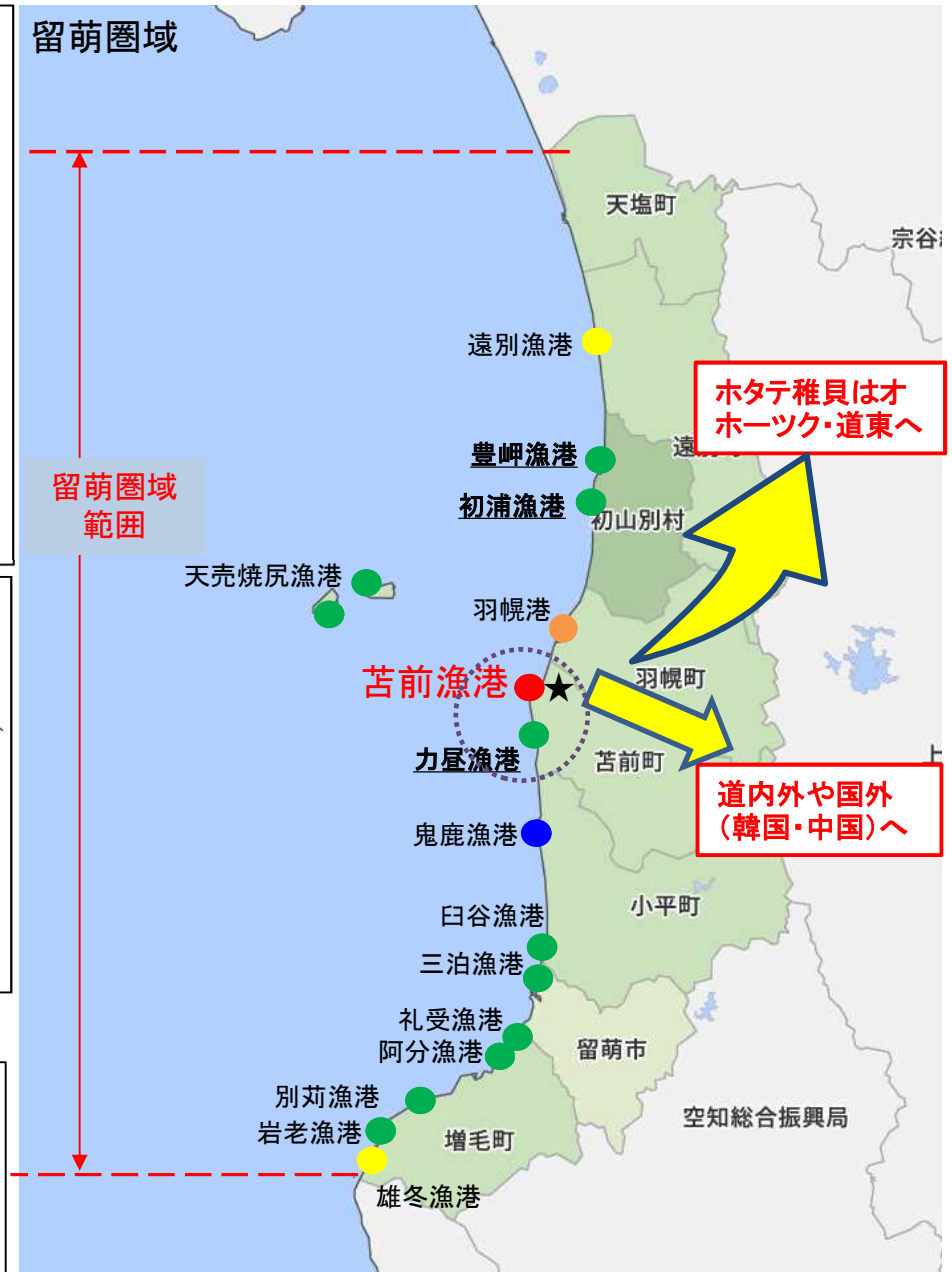 留萌圏域
天塩町
宗谷
遠別漁港
ホタテ稚貝はオ
ホーツク・道東へ
豊岬漁港
遠
留萌圏域
範囲
初浦漁港
初山別村
天売焼尻漁港
羽幌港
苫前漁港
★
羽幌町
力昼漁港
苫前町
上
道内外や国外
（韓国・中国）へ
鬼鹿漁港
小平町
臼谷漁港
三泊漁港
礼受漁港
阿分漁港
留萌市
別苅漁港
岩老漁港
増毛町
空知総合振興局
雄冬漁港